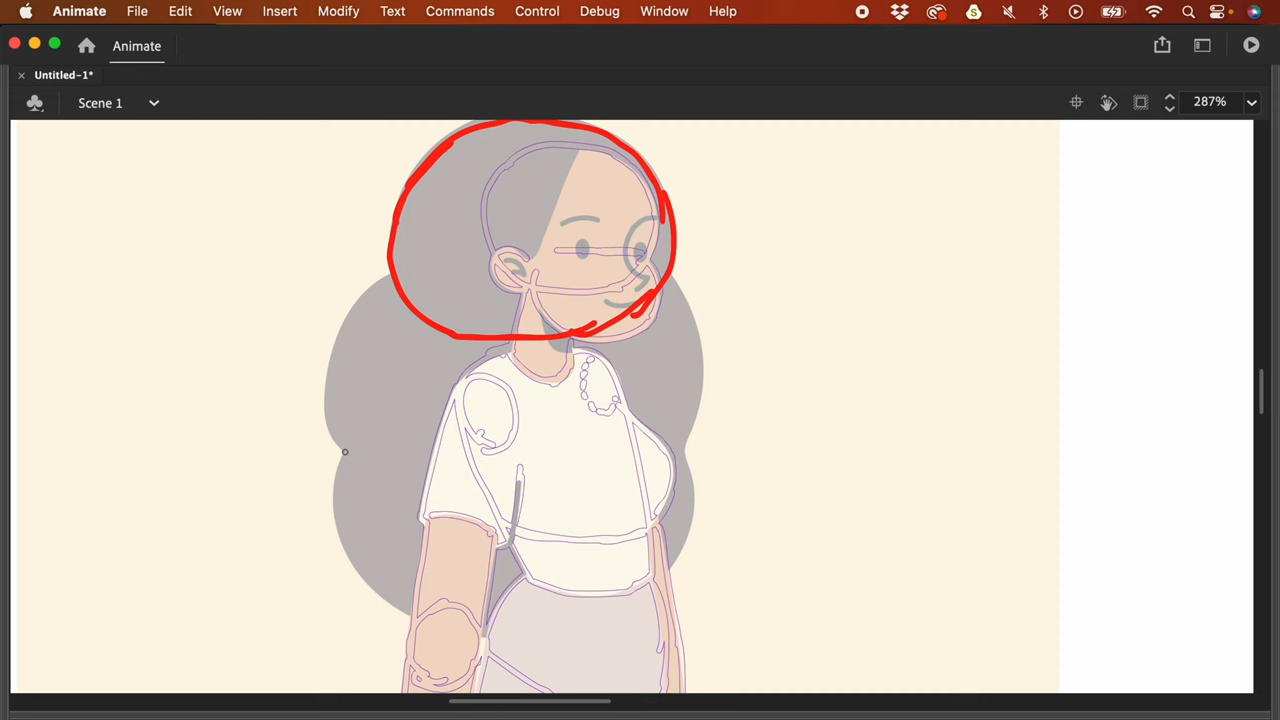 Animate File Edit View Insert Modify Text Commands Control Debug Window Help
Animate
Untitled-1*
Scene 1 287%